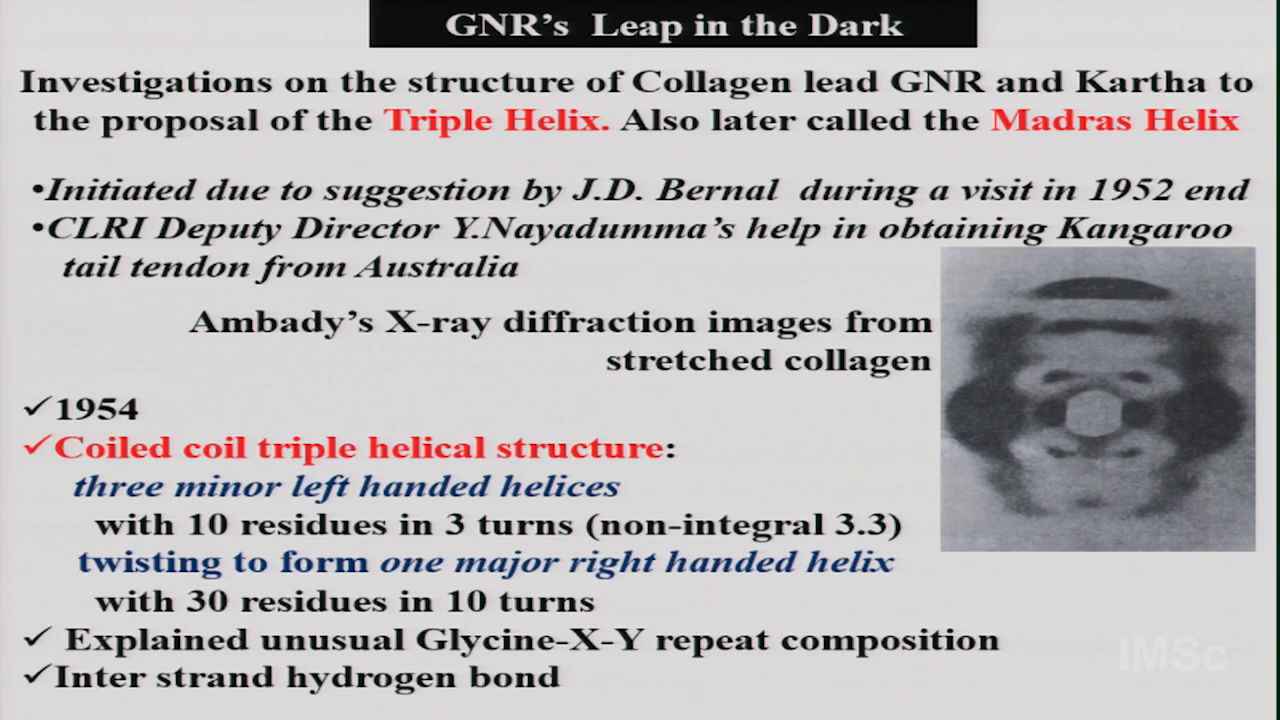 GNR's Leap in the Dark
Investigations on the structure of Collagen lead GNR and Kartha to
the proposal of the Triple Helix. Also later called the Madras Helix
•Initiated due to suggestion by J.D. Bernal during a visit in 1952 end
•CLRI Deputy Director Y.Nayadumma's help in obtaining Kangaroo
tail tendon from Australia
Ambady's X-ray diffraction images from
stretched collagen
✓1954
✓Coiled coil triple helical structure:
three minor left handed helices
with 10 residues in 3 turns (non-integral 3.3)
twisting to form one major right handed helix
with 30 residues in 10 turns
✓ Explained unusual Glycine-X-Y repeat composition
✓Inter strand hydrogen bond
IMSc